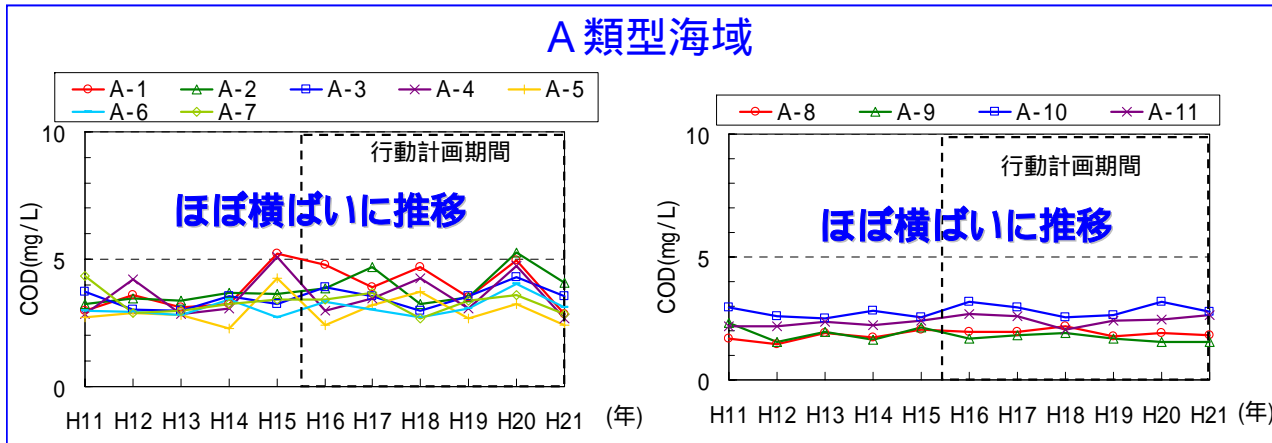 A類型海域
A-1 A-2 A-3 A-4 A-5
A-6 A-7
10
行動計画期間
ほぼ横ばいに推移
COD(mg/L)
5
0
H11 H12 H13 H14 H15 H16 H17 H18 H19 H20 H21 (年)
A-8 A-9 A-10 A-11
10
行動計画期間
ほぼ横ばいに推移
COD(mg/L)
5
0
H11 H12 H13 H14 H15 H16 H17 H18 H19 H20 H21 (年)